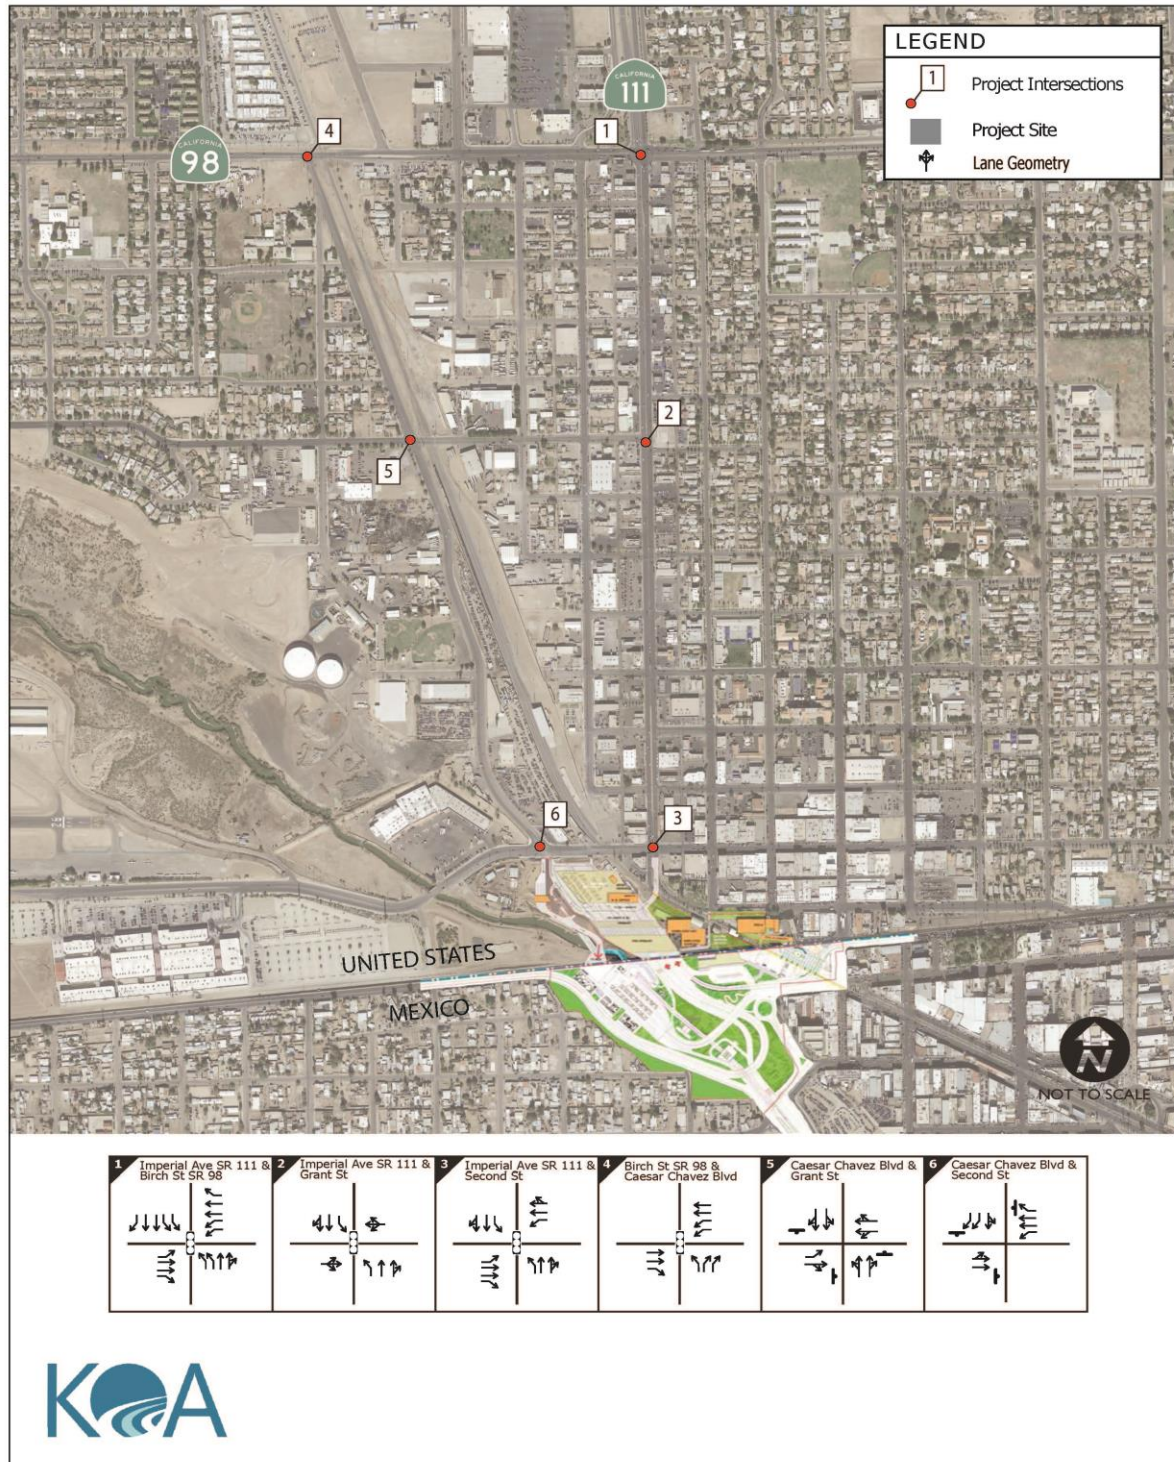 LEGEND
1
Project Intersections
Project Site
Lane Geometry
CALIFORNIA
111
CALIFORNIA
98
4
1
2
5
6
3
UNITED STATES
MEXICO
N
NOT TO SCALE
1 Imperial Ave SR 111 &
Birch St SR 98
2 Imperial Ave SR 111 &
Grant St
3 Imperial Ave SR 111 &
Second St
4 Birch St SR 98 &
Caesar Chavez Blvd
5 Caesar Chavez Blvd &
Grant St
6 Caesar Chavez Blvd &
Second St
KOA